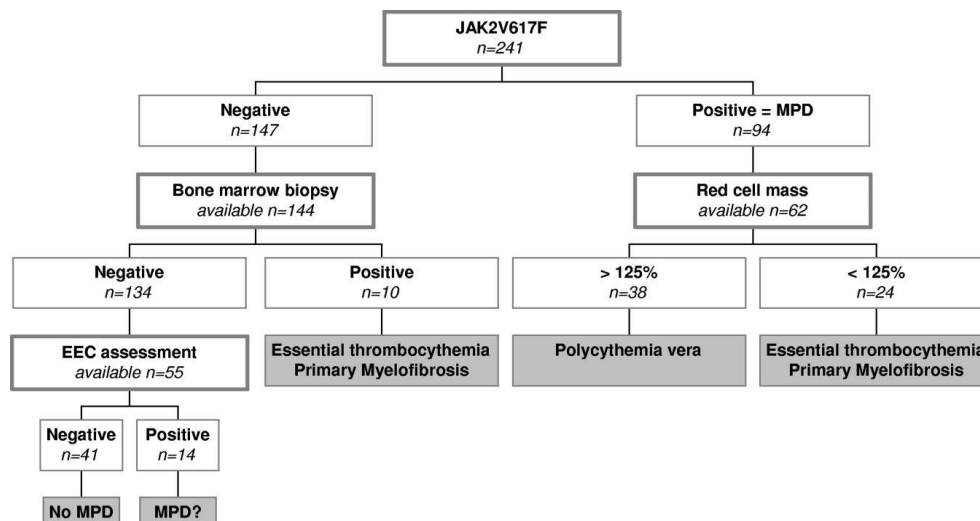 JAK2V617F
n=241
Negative
n=147
Positive = MPD
n=94
Bone marrow biopsy
available n=144
Red cell mass
available n=62
Negative
n=134
Positive
n=10
> 125%
n=38
< 125%
n=24
EEC assessment
available n=55
Essential thrombocythemia
Primary Myelofibrosis
Polycythemia vera
Essential thrombocythemia
Primary Myelofibrosis
Negative
n=41
Positive
n=14
No MPD
MPD?